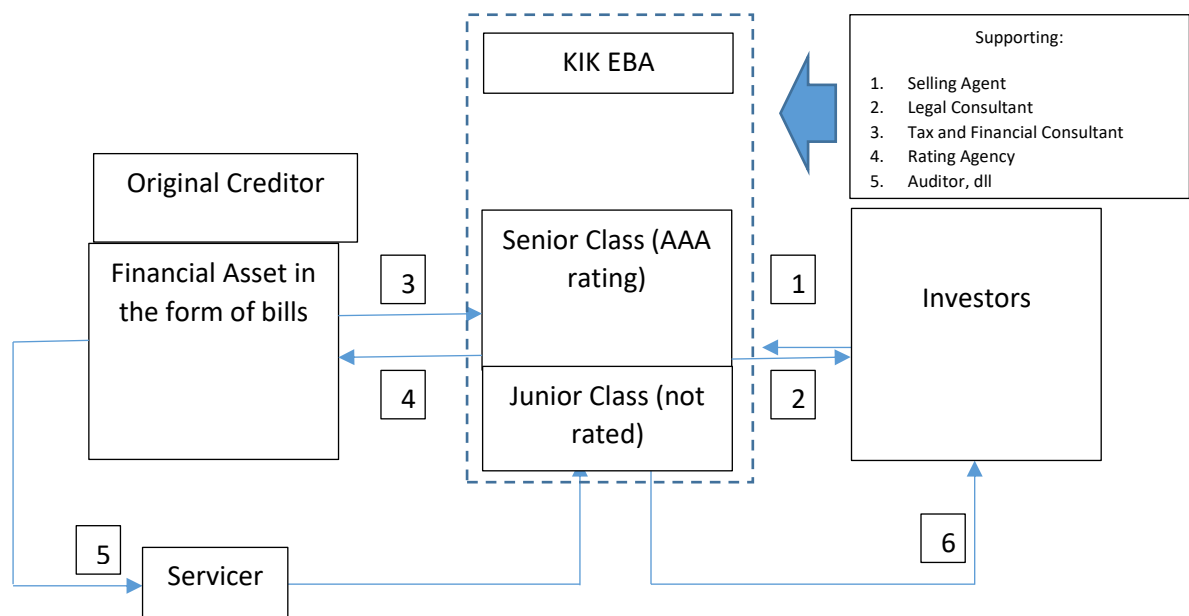 KIK EBA
Supporting:
1. Selling Agent
2. Legal Consultant
3. Tax and Financial Consultant
4. Rating Agency
5. Auditor, dll
Original Creditor
Financial Asset in
the form of bills
3
4
Senior Class (AAA
rating)
Junior Class (not
rated)
1
2
Investors
5
Servicer
6